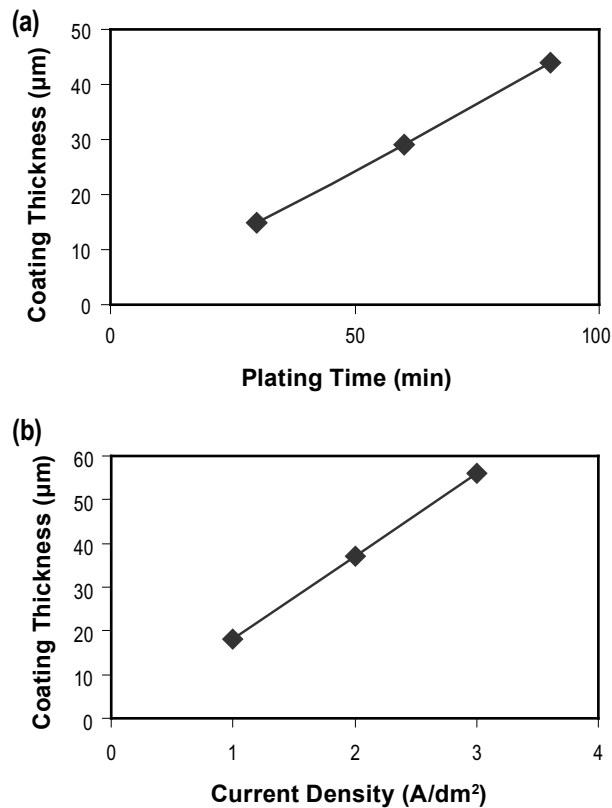 (a)
50
40
30
20
10
0
Coating Thickness (µm)
0 50 100
Plating Time (min)
(b)
60
50
40
30
20
10
0
Coating Thickness (µm)
0 1 2 3 4
Current Density (A/dm²)